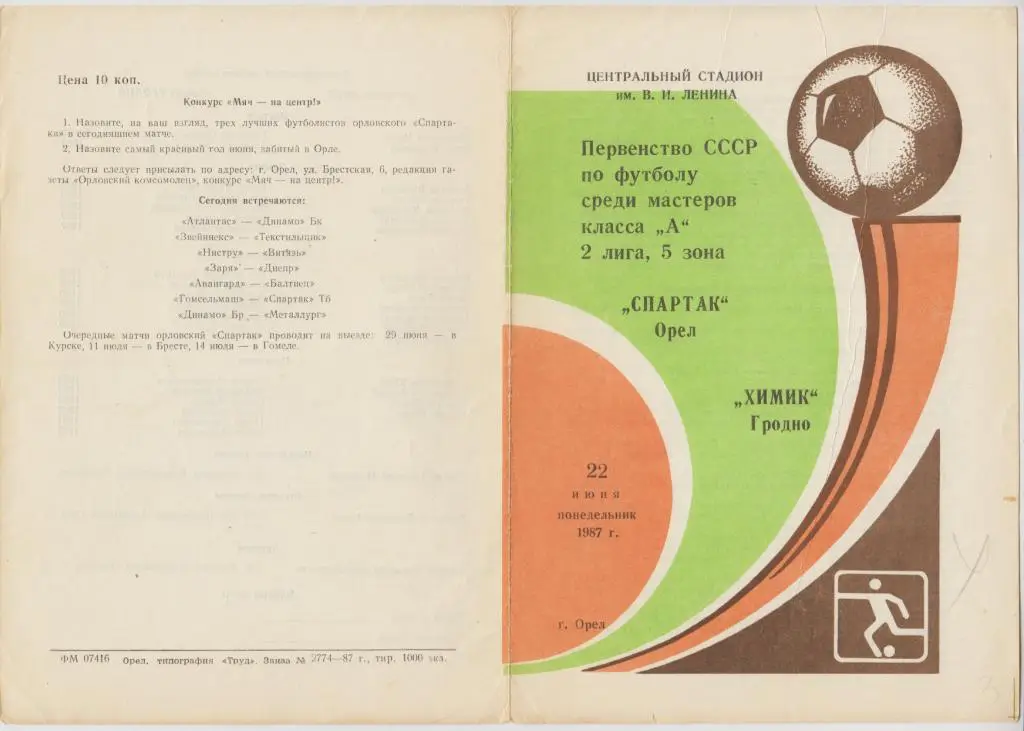 Цена 10 коп.
Конкурс «Мяч — на центр!»
1. Назовите, на ваш взгляд, трех лучших футболистов орловского «Спарта-
ка» в сегодняшнем матче.
2. Назовите самый красивый гол июня, забитый в Орле.
Ответы следует присылать по адресу: г. Орел, ул. Брестская, 6, редакция га-
зеты «Орловский комсомолец», конкурс «Мяч — на центр!».
Сегодня встречаются:
«Атлантас» — «Динамо» Бк
«Звейниекс» — «Текстильщик»
«Нистру» — «Витязь»
«Заря» — «Днепр»
«Авангард» — «Балтиец»
«Гомсельмаш» — «Спартак» Тб
«Динамо» Бр — «Металлург»
Очередные матчи орловский «Спартак» проводит на выезде: 29 июня — в
Курске, 11 июля — в Бресте, 14 июля — в Гомеле.
ФМ 07416 Орел, типография «Труд». Заказ № 2774—87 г., тир. 1000 экз.
ЦЕНТРАЛЬНЫЙ СТАДИОН
им. В. И. ЛЕНИНА
Первенство СССР
по футболу
среди мастеров
класса „А“
2 лига, 5 зона
„СПАРТАК“
Орел
„ХИМИК“
Гродно
22
июня
понедельник
1987 г.
г. Орел